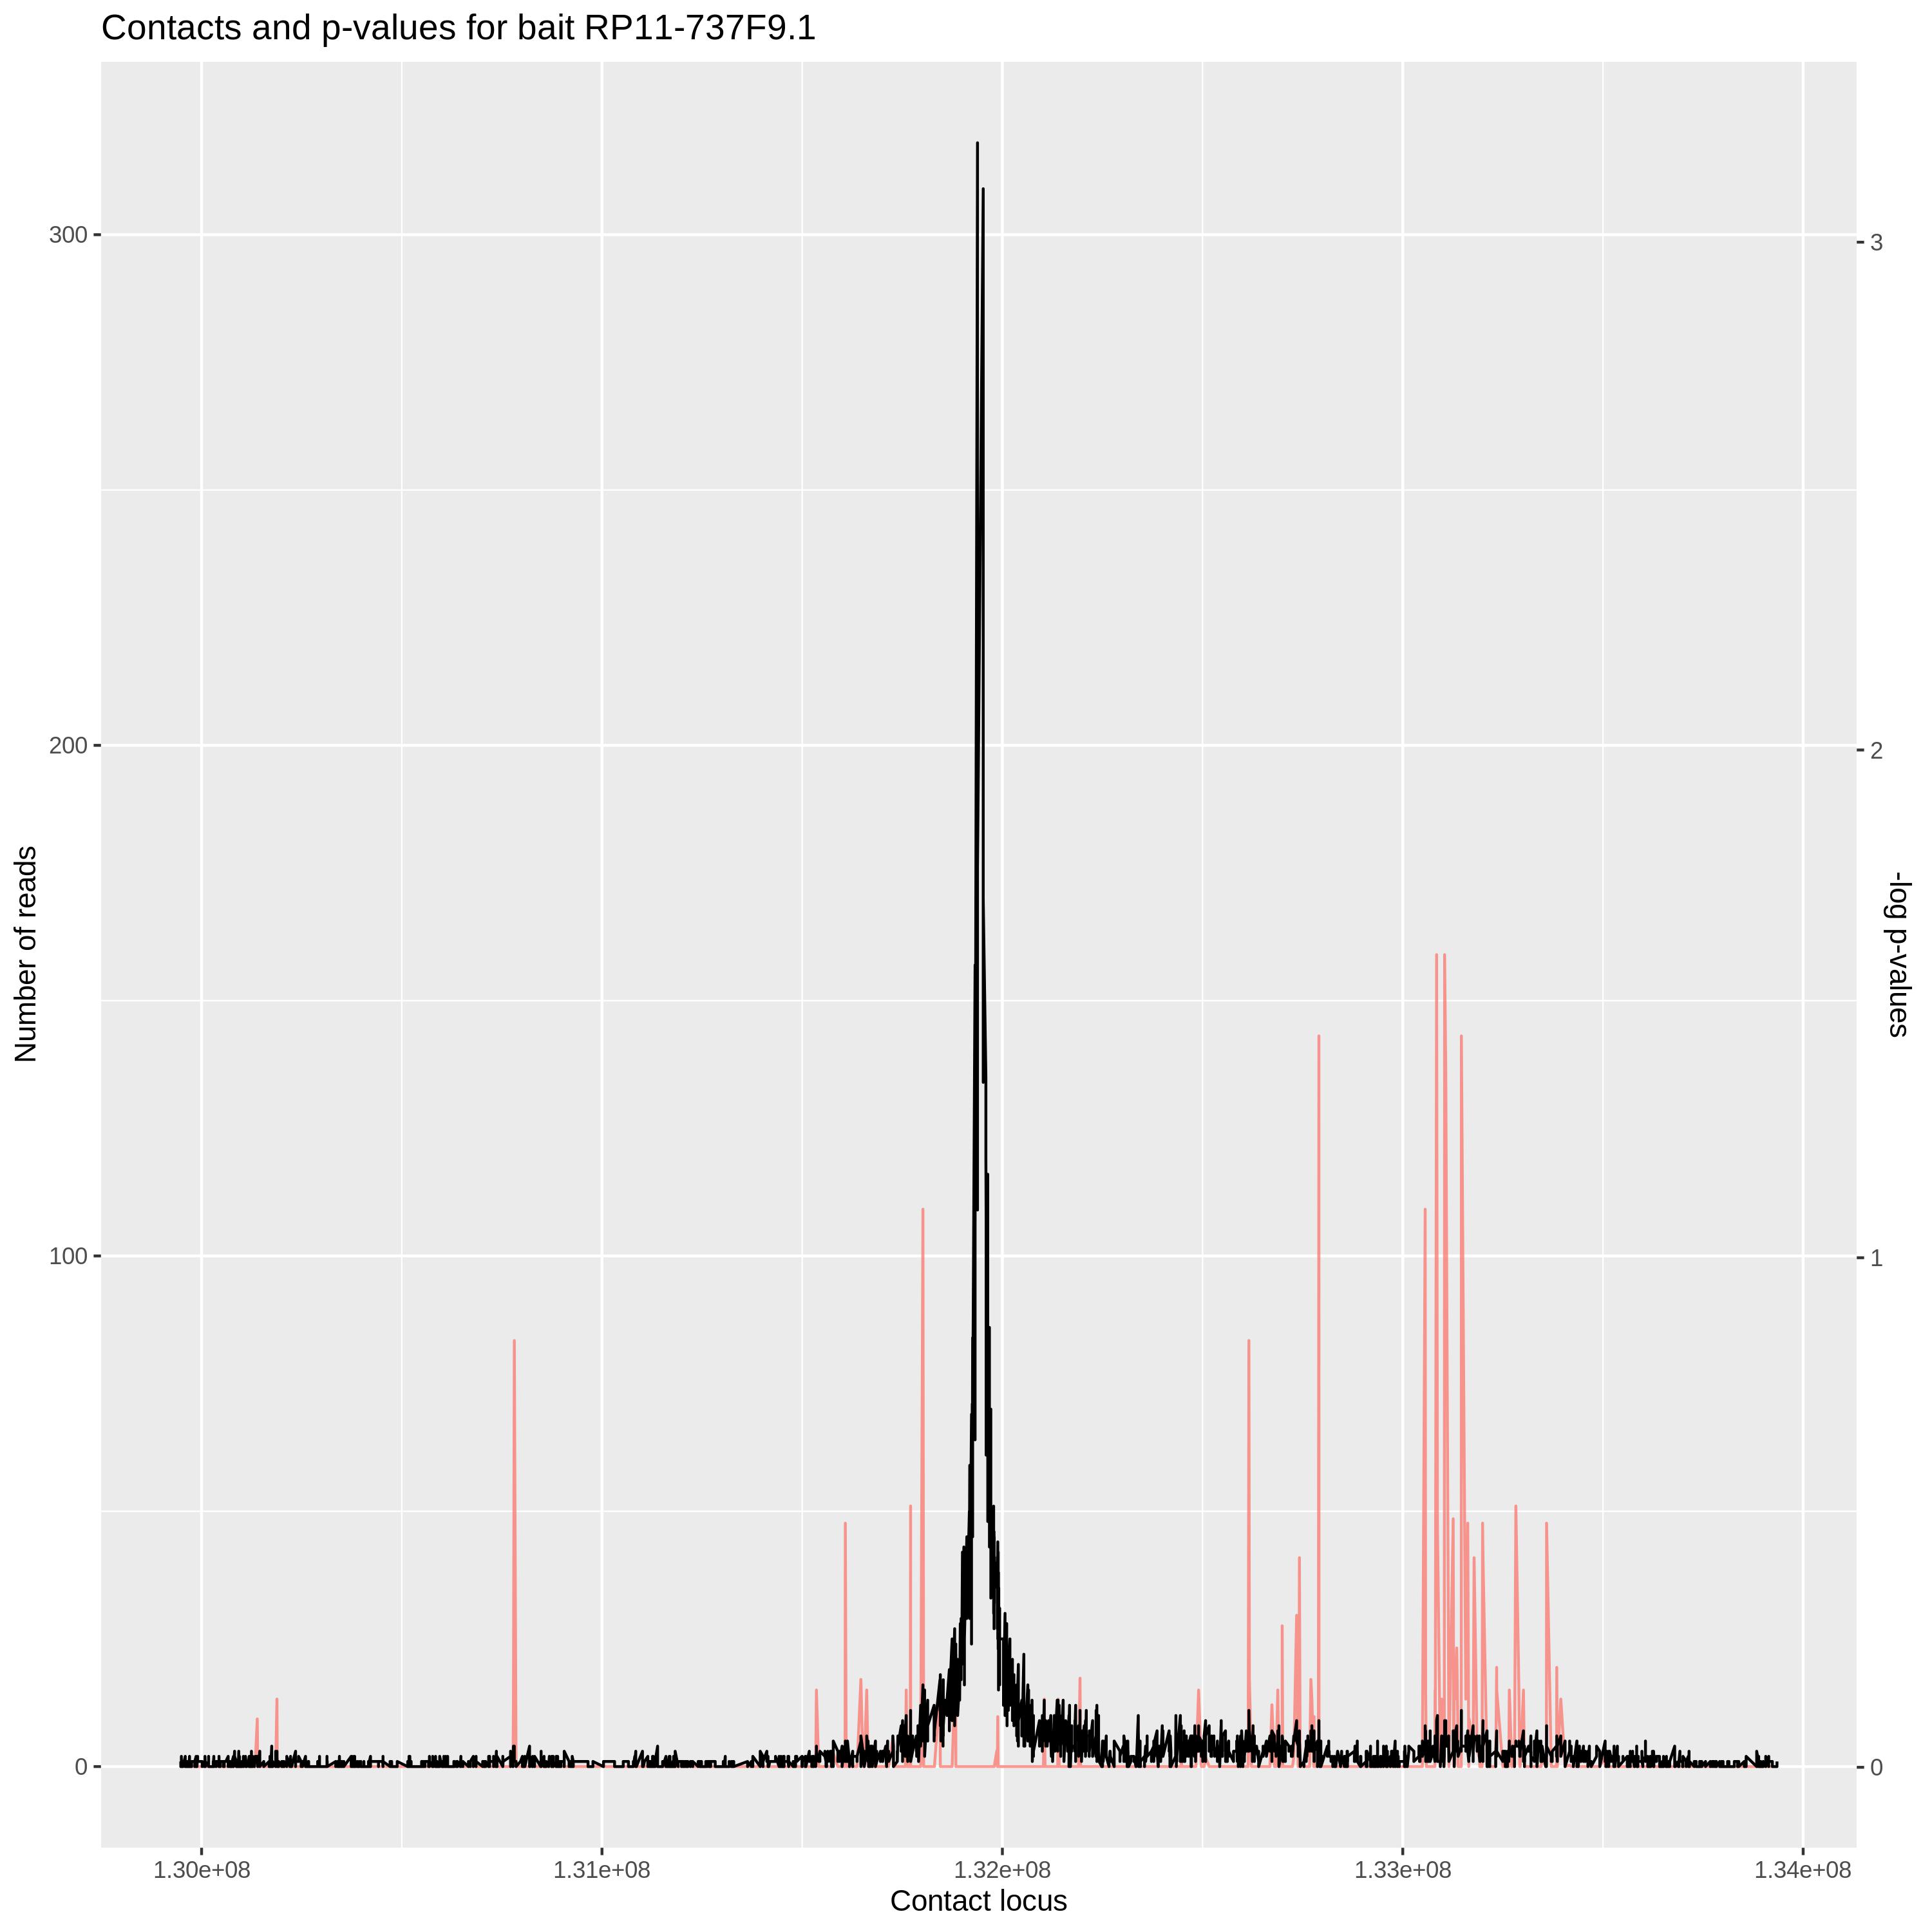 Contacts and p-values for bait RP11-737F9.1
300
200
100
0
3
2
1
0
Number of reads
-log p-values
1.30e+08
1.31e+08
1.32e+08
1.33e+08
1.34e+08
Contact locus